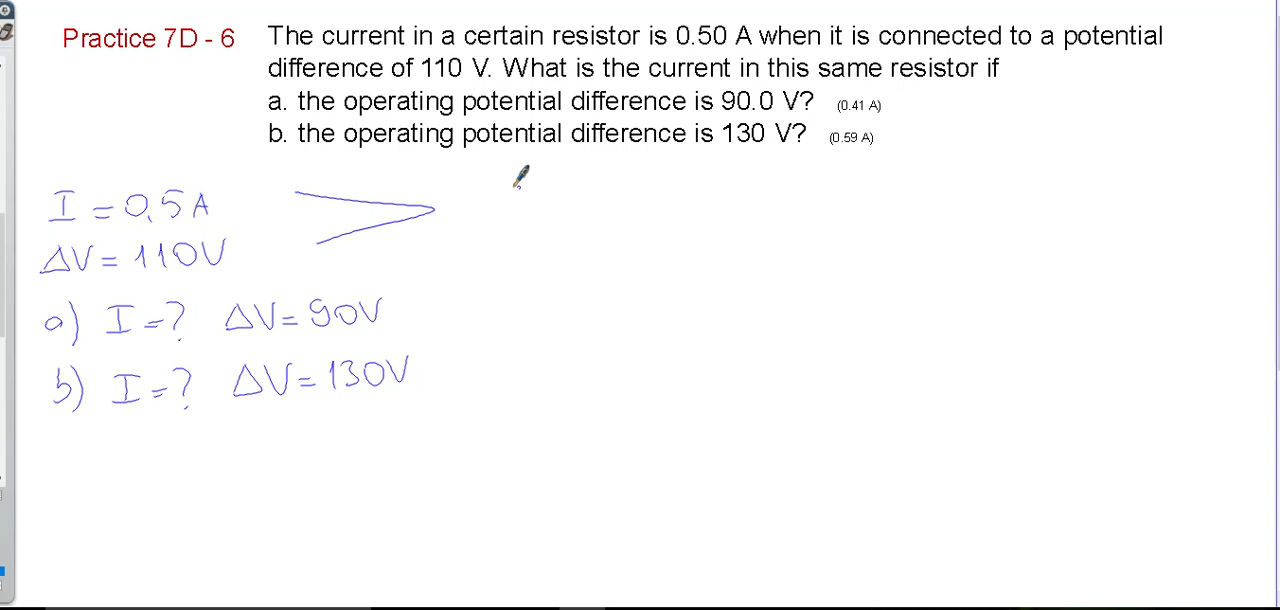 Practice 7D - 6 The current in a certain resistor is 0.50 A when it is connected to a potential
difference of 110 V. What is the current in this same resistor if
a. the operating potential difference is 90.0 V? (0.41 A)
b. the operating potential difference is 130 V? (0.59 A)
I = 0,5 A
ΔV = 110V
a) I = ? ΔV = 90V
b) I = ? ΔV = 130V